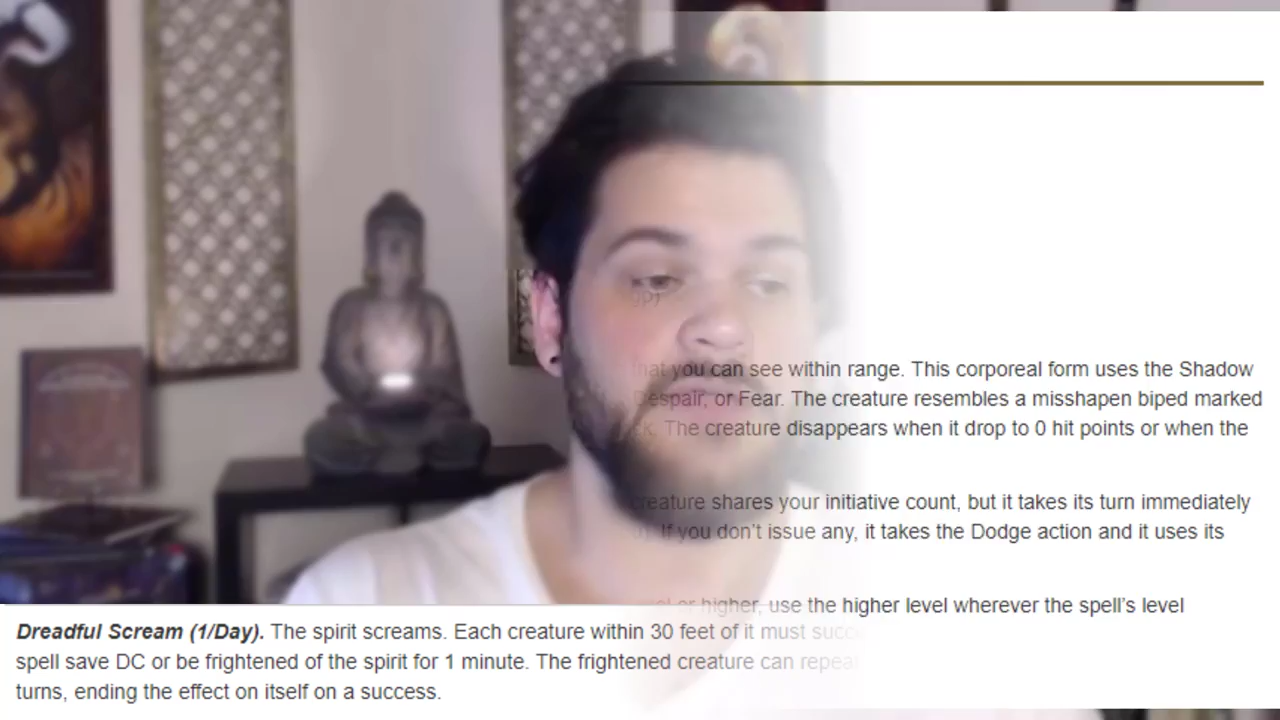 that you can see within range. This corporeal form uses the Shadow
Despair, or Fear. The creature resembles a misshapen biped marked
The creature disappears when it drop to 0 hit points or when the
creature shares your initiative count, but it takes its turn immediately
If you don't issue any, it takes the Dodge action and it uses its
or higher, use the higher level wherever the spell's level
Dreadful Scream (1/Day). The spirit screams. Each creature within 30 feet of it must
spell save DC or be frightened of the spirit for 1 minute. The frightened creature can
turns, ending the effect on itself on a success.